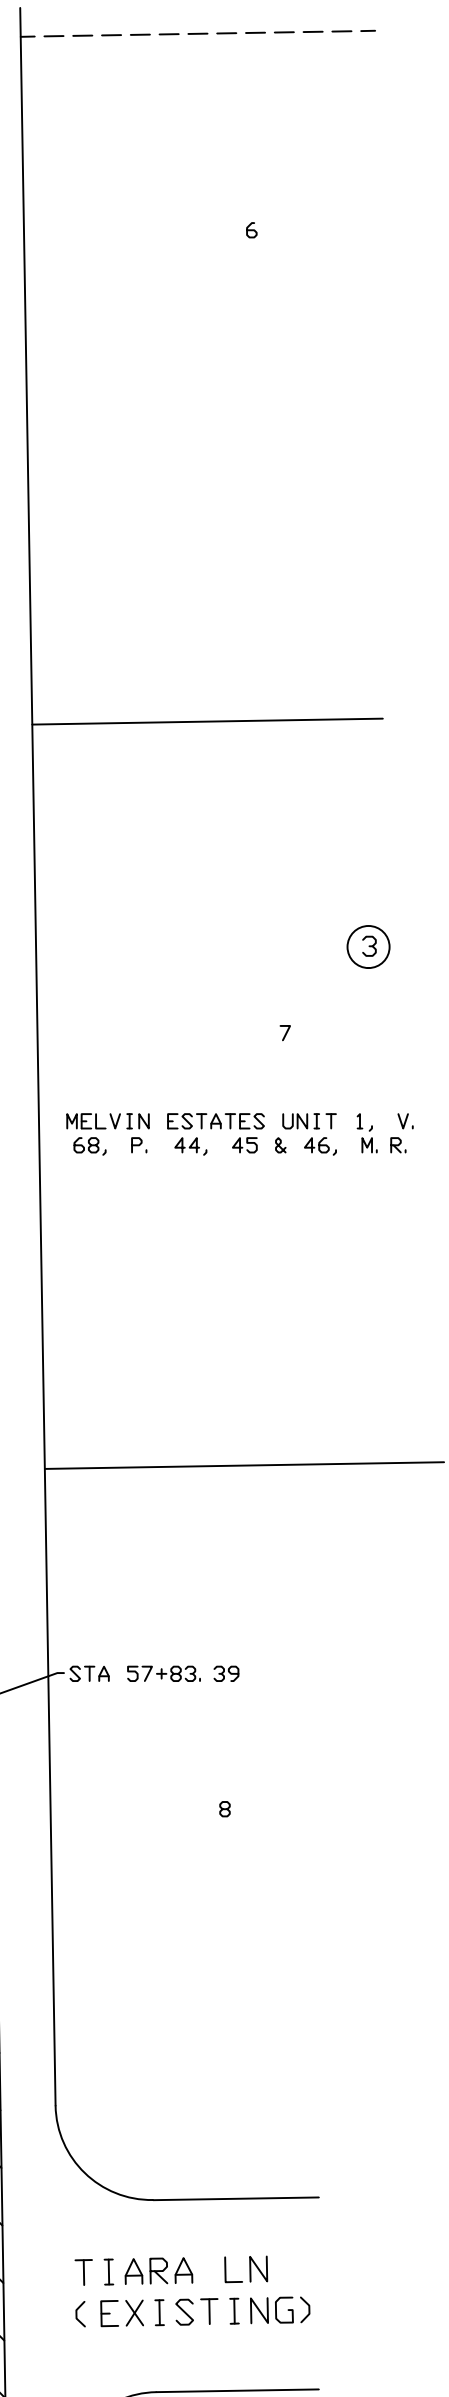 6
3
7
MELVIN ESTATES UNIT 1, V.
68, P. 44, 45 & 46, M.R.
STA 57+83.39
8
TIARA LN
(EXISTING)